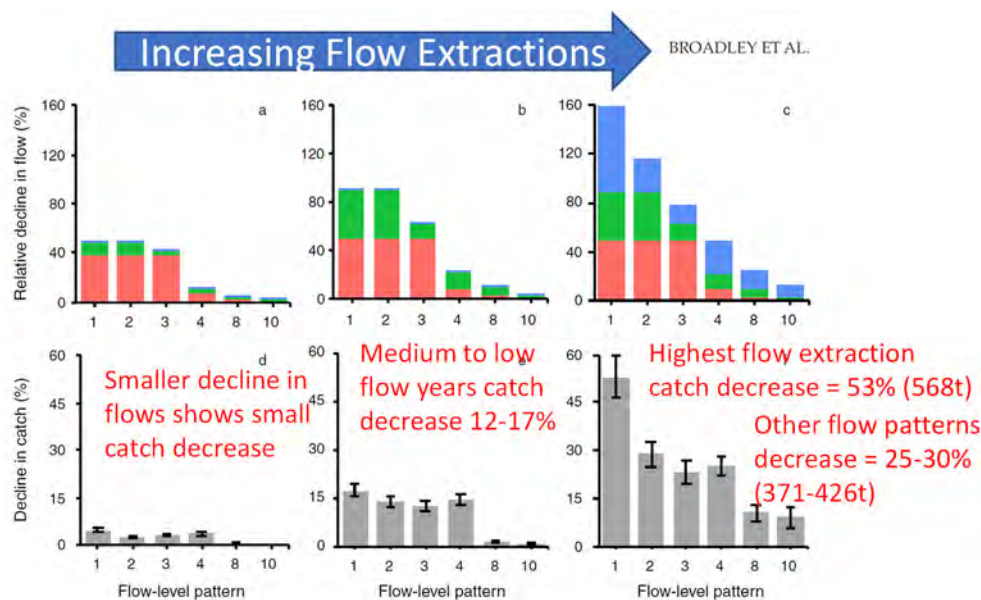 Increasing Flow Extractions
BROADLEY ET AL.
Relative decline in flow (%)
160
120
80
40
0
a
1 2 3 4 8 10
160
120
80
40
0
b
1 2 3 4 8 10
160
120
80
40
0
c
1 2 3 4 8 10
Decline in catch (%)
60
45
30
15
0
d
Smaller decline in
flows shows small
catch decrease
1 2 3 4 8 10
Flow-level pattern
60
45
30
15
0
e
Medium to low
flow years catch
decrease 12-17%
1 2 3 4 8 10
Flow-level pattern
60
45
30
15
0
Highest flow extraction
catch decrease = 53% (568t)
Other flow patterns
decrease = 25-30%
(371-426t)
1 2 3 4 8 10
Flow-level pattern